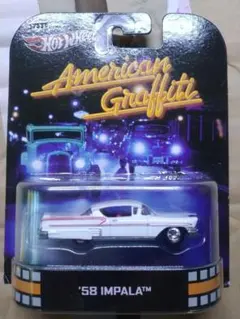 Hot Wheels
American
Graffiti
'58 IMPALA™